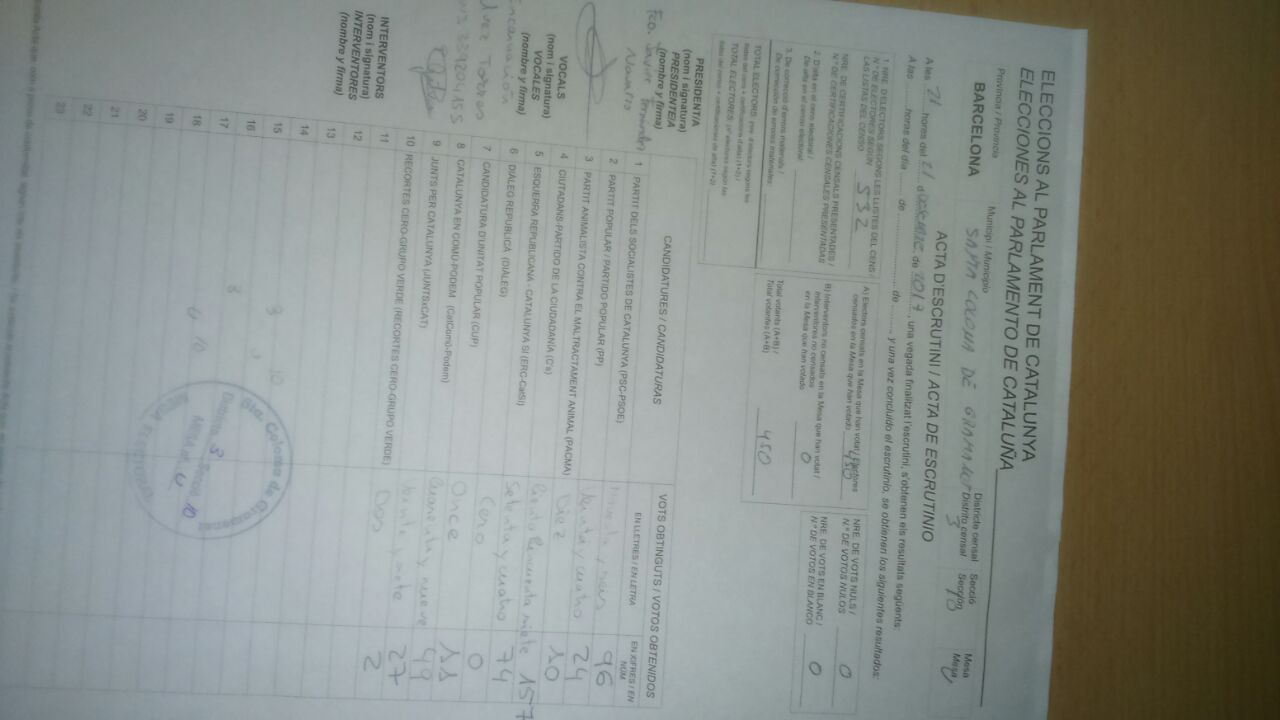 ELECCIONS AL PARLAMENT DE CATALUNYA
ELECCIONES AL PARLAMENTO DE CATALUÑA
Província / Provincia
Municipi / Municipio
Districte censal
Distrito censal
Secció
Sección
Mesa
Mesa
BARCELONA
SANTA COLOMA DE GRAMANET
3
10
U
ACTA D'ESCRUTINI / ACTA DE ESCRUTINIO
A les 21 hores del 21 d desembre de 2017, una vegada finalitzat l'escrutini, s'obtenen els resultats següents:
A las ........ horas del día ........ de ........ de ........, y una vez concluido el escrutinio, se obtienen los siguientes resultados:
1. NRE. D'ELECTORS SEGONS LES LLISTES DEL CENS /
N.º DE ELECTORES SEGÚN
LAS LISTAS DEL CENSO
532
NRE. DE CERTIFICACIONS CENSALS PRESENTADES /
N.º DE CERTIFICACIONES CENSALES PRESENTADAS
2. D'alta en el cens electoral /
De alta en el censo electoral:
3. De correcció d'errors materials /
De corrección de errores materiales:
TOTAL ELECTORS
TOTAL ELECTORES
A) Electors censats en la Mesa que han votat / Electores
censados en la Mesa que han votado
450
B) Interventors no censats en la Mesa que han votat /
Interventores no censados
en la Mesa que han votado
0
Total votants (A+B) /
Total votantes (A+B)
450
NRE. DE VOTS NULS /
N.º DE VOTOS NULOS
0
NRE. DE VOTS EN BLANC /
N.º DE VOTOS EN BLANCO
0
PRESIDENT/A
(nom i signatura)
PRESIDENTE/A
(nombre y firma)
Fco. Javier
Navarro
VOCALS
(nom i signatura)
VOCALES
(nombre y firma)
Encarnación
INTERVENTORS
(nom i signatura)
INTERVENTORES
(nombre y firma)
CANDIDATURES / CANDIDATURAS
VOTS OBTINGUTS / VOTOS OBTENIDOS
EN LLETRES / EN LETRA
EN XIFRES / EN NÚM
1 PARTIT DELS SOCIALISTES DE CATALUNYA (PSC-PSOE) noventa y seis 96
2 PARTIT POPULAR / PARTIDO POPULAR (PP) Veinte y cuatro 24
3 PARTIT ANIMALISTA CONTRA EL MALTRACTAMENT ANIMAL (PACMA) Diez 10
4 CIUTADANS-PARTIDO DE LA CIUDADANÍA (C's) Ciento cincuenta siete 157
5 ESQUERRA REPUBLICANA - CATALUNYA SÍ (ERC-CatSí) Setenta y cuatro 74
6 DIÀLEG REPUBLICÀ (DIÀLEG) Cero 0
7 CANDIDATURA D'UNITAT POPULAR (CUP) Once 11
8 CATALUNYA EN COMÚ-PODEM (CatComú-Podem) Cuarenta y nueve 49
9 JUNTS PER CATALUNYA (JUNTSxCAT) Veinte y siete 27
10 RECORTES CERO-GRUPO VERDE (RECORTES CERO-GRUPO VERDE) Dos 2
11
12
13
14
15
16
17
18
19
20
21
22
23
Sta. Coloma de Gramenet
Districte 3
Secció 10
Mesa U